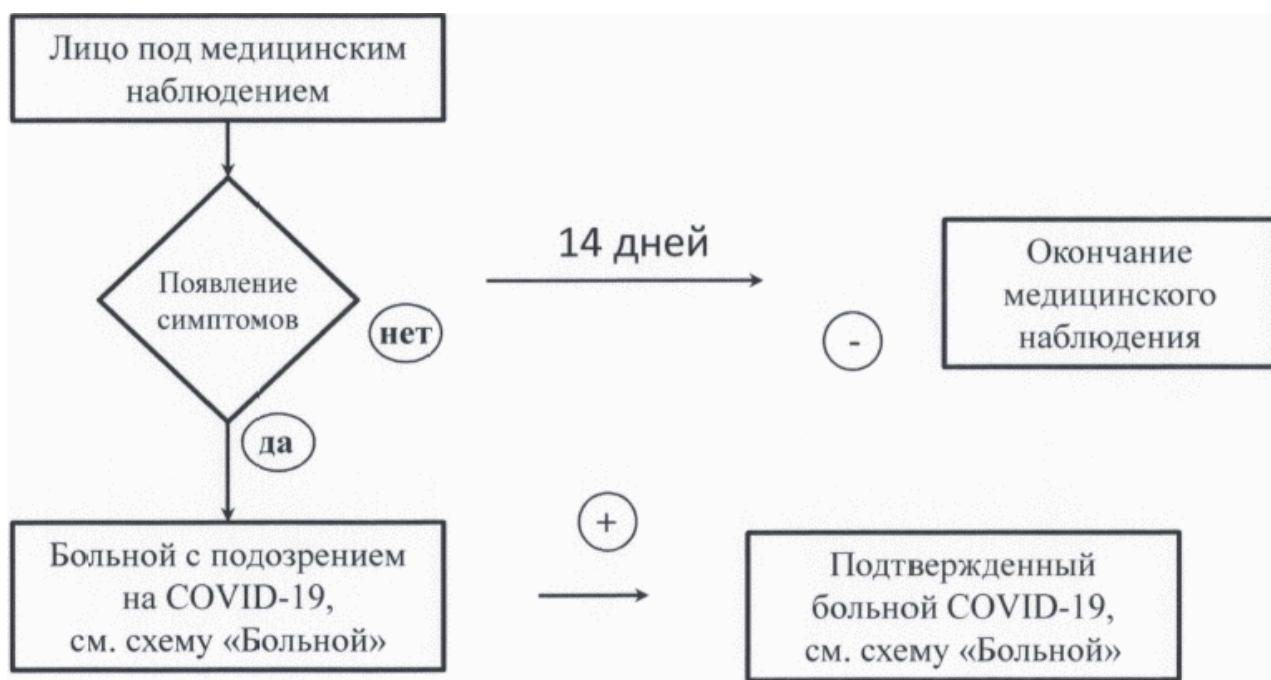 Лицо под медицинским
наблюдением
Появление
симптомов
нет
да
14 дней
-
Окончание
медицинского
наблюдения
Больной с подозрением
на COVID-19,
см. схему «Больной»
+
Подтвержденный
больной COVID-19,
см. схему «Больной»